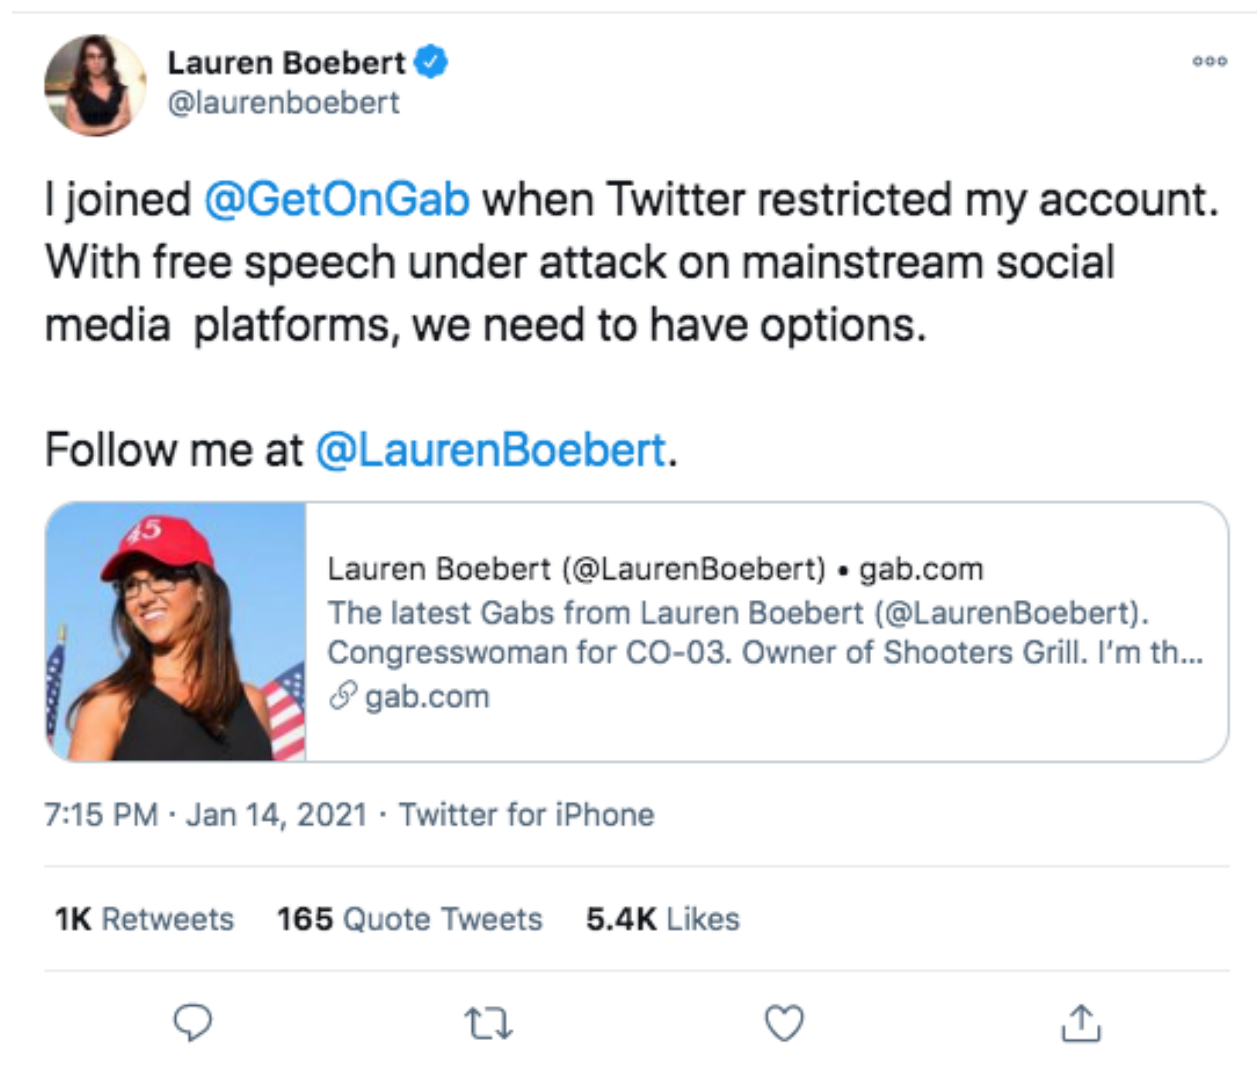 Lauren Boebert
@laurenboebert
I joined @GetOnGab when Twitter restricted my account.
With free speech under attack on mainstream social
media  platforms, we need to have options.
Follow me at @LaurenBoebert.
45
Lauren Boebert (@LaurenBoebert) • gab.com
The latest Gabs from Lauren Boebert (@LaurenBoebert).
Congresswoman for CO-03. Owner of Shooters Grill. I'm th...
gab.com
7:15 PM · Jan 14, 2021 · Twitter for iPhone
1K Retweets 165 Quote Tweets 5.4K Likes